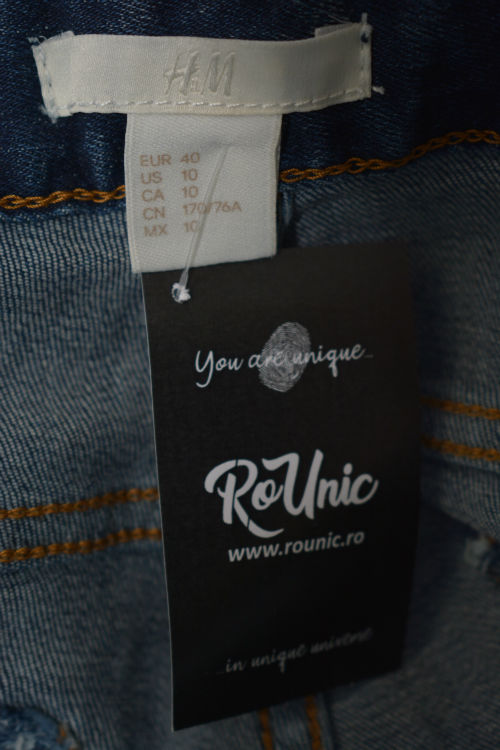 H&M
EUR 40
US 10
CA 10
CN 170/76A
MX 10
You are unique...
RoUnic
www.rounic.ro
...in unique universe